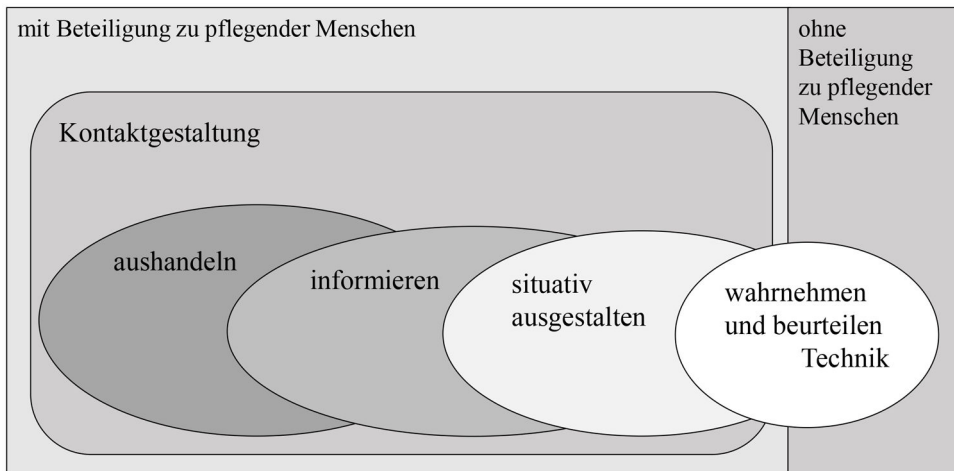 mit Beteiligung zu pflegender Menschen
ohne
Beteiligung
zu pflegender
Menschen
Kontaktgestaltung
aushandeln
informieren
situativ
ausgestalten
wahrnehmen
und beurteilen
Technik